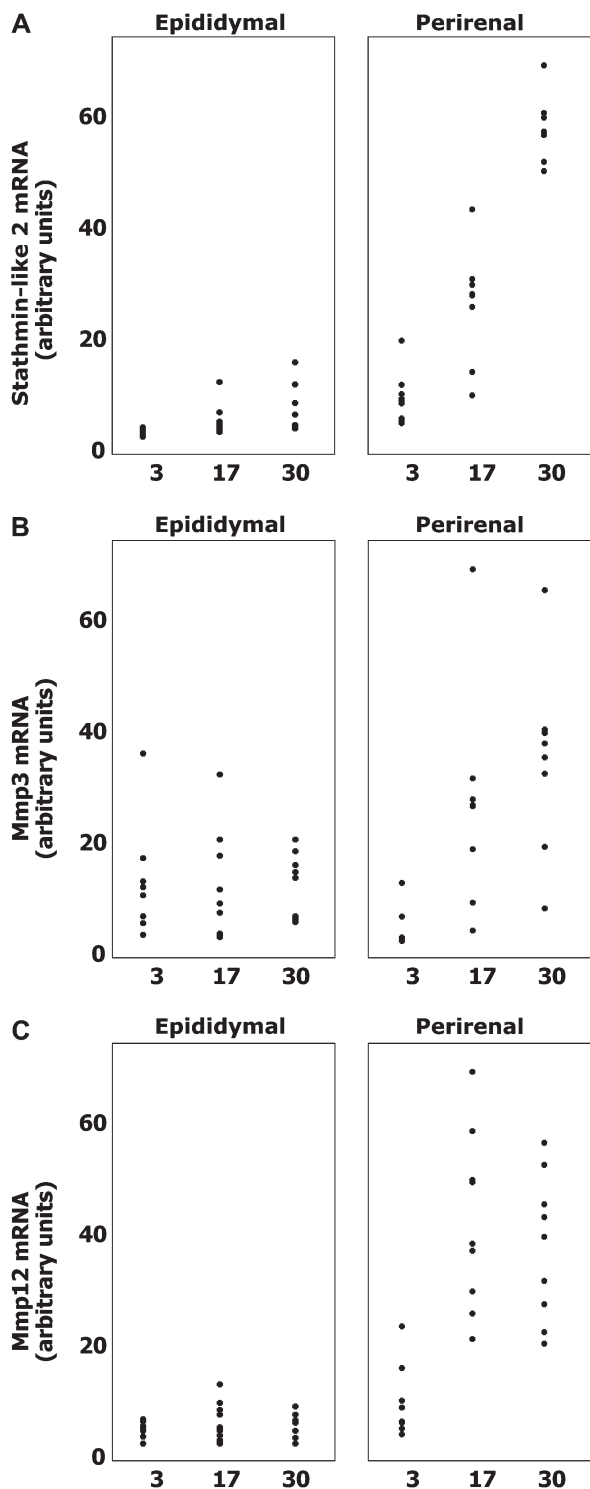 A
Epididymal Perirenal
Stathmin-like 2 mRNA
(arbitrary units)
60
40
20
0
3 17 30 3 17 30
B
Epididymal Perirenal
Mmp3 mRNA
(arbitrary units)
60
40
20
0
3 17 30 3 17 30
C
Epididymal Perirenal
Mmp12 mRNA
(arbitrary units)
60
40
20
0
3 17 30 3 17 30